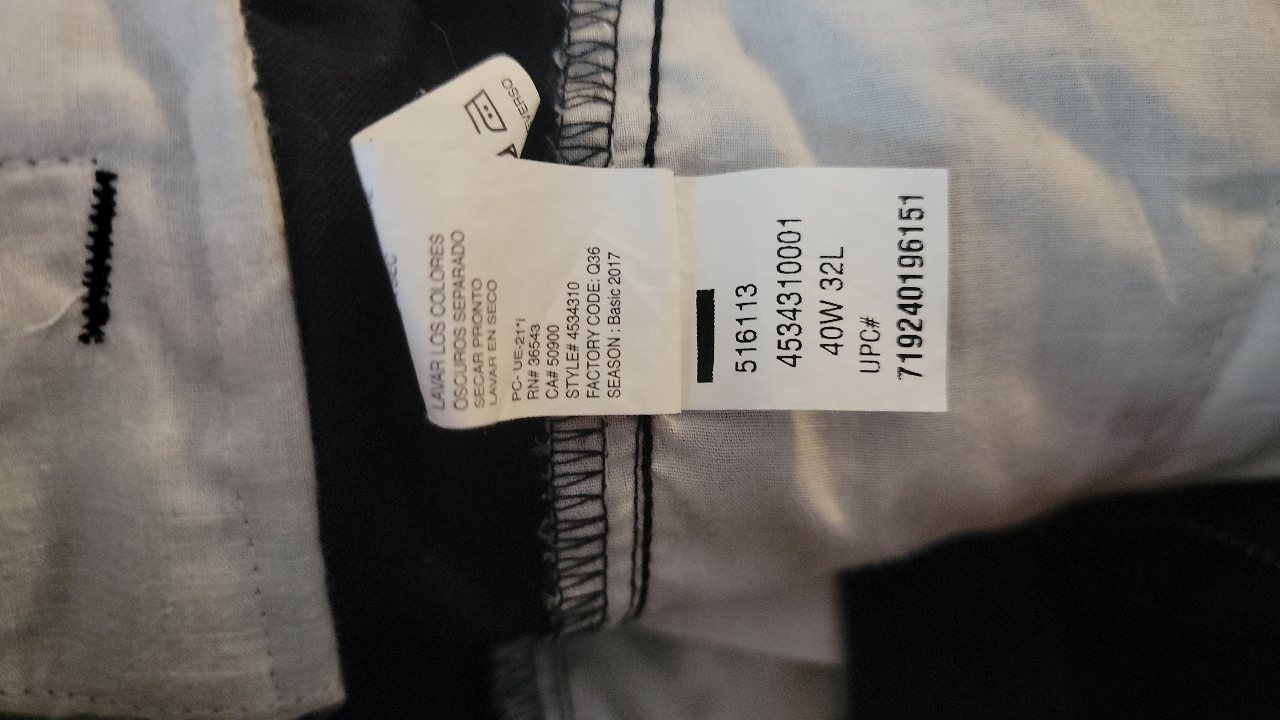 VERSO
LAVAR LOS COLORES
OSCUROS SEPARADO
SECAR PRONTO
LAVAR EN SECO
PC- UE-21*i
RN# 36543
CA# 50900
STYLE# 4534310
FACTORY CODE: Q36
SEASON : Basic 2017
516113
4534310001
40W 32L
UPC#
719240196151